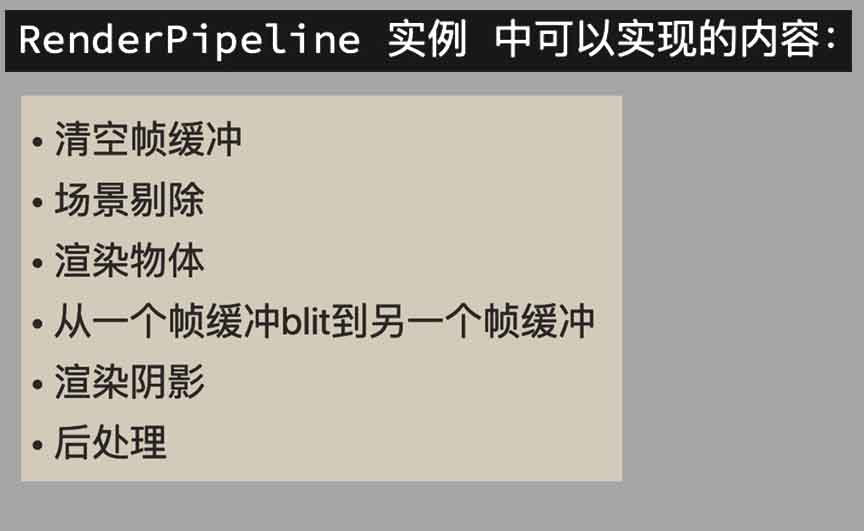 RenderPipeline 实例 中可以实现的内容：
• 清空帧缓冲
• 场景剔除
• 渲染物体
• 从一个帧缓冲blit到另一个帧缓冲
• 渲染阴影
• 后处理